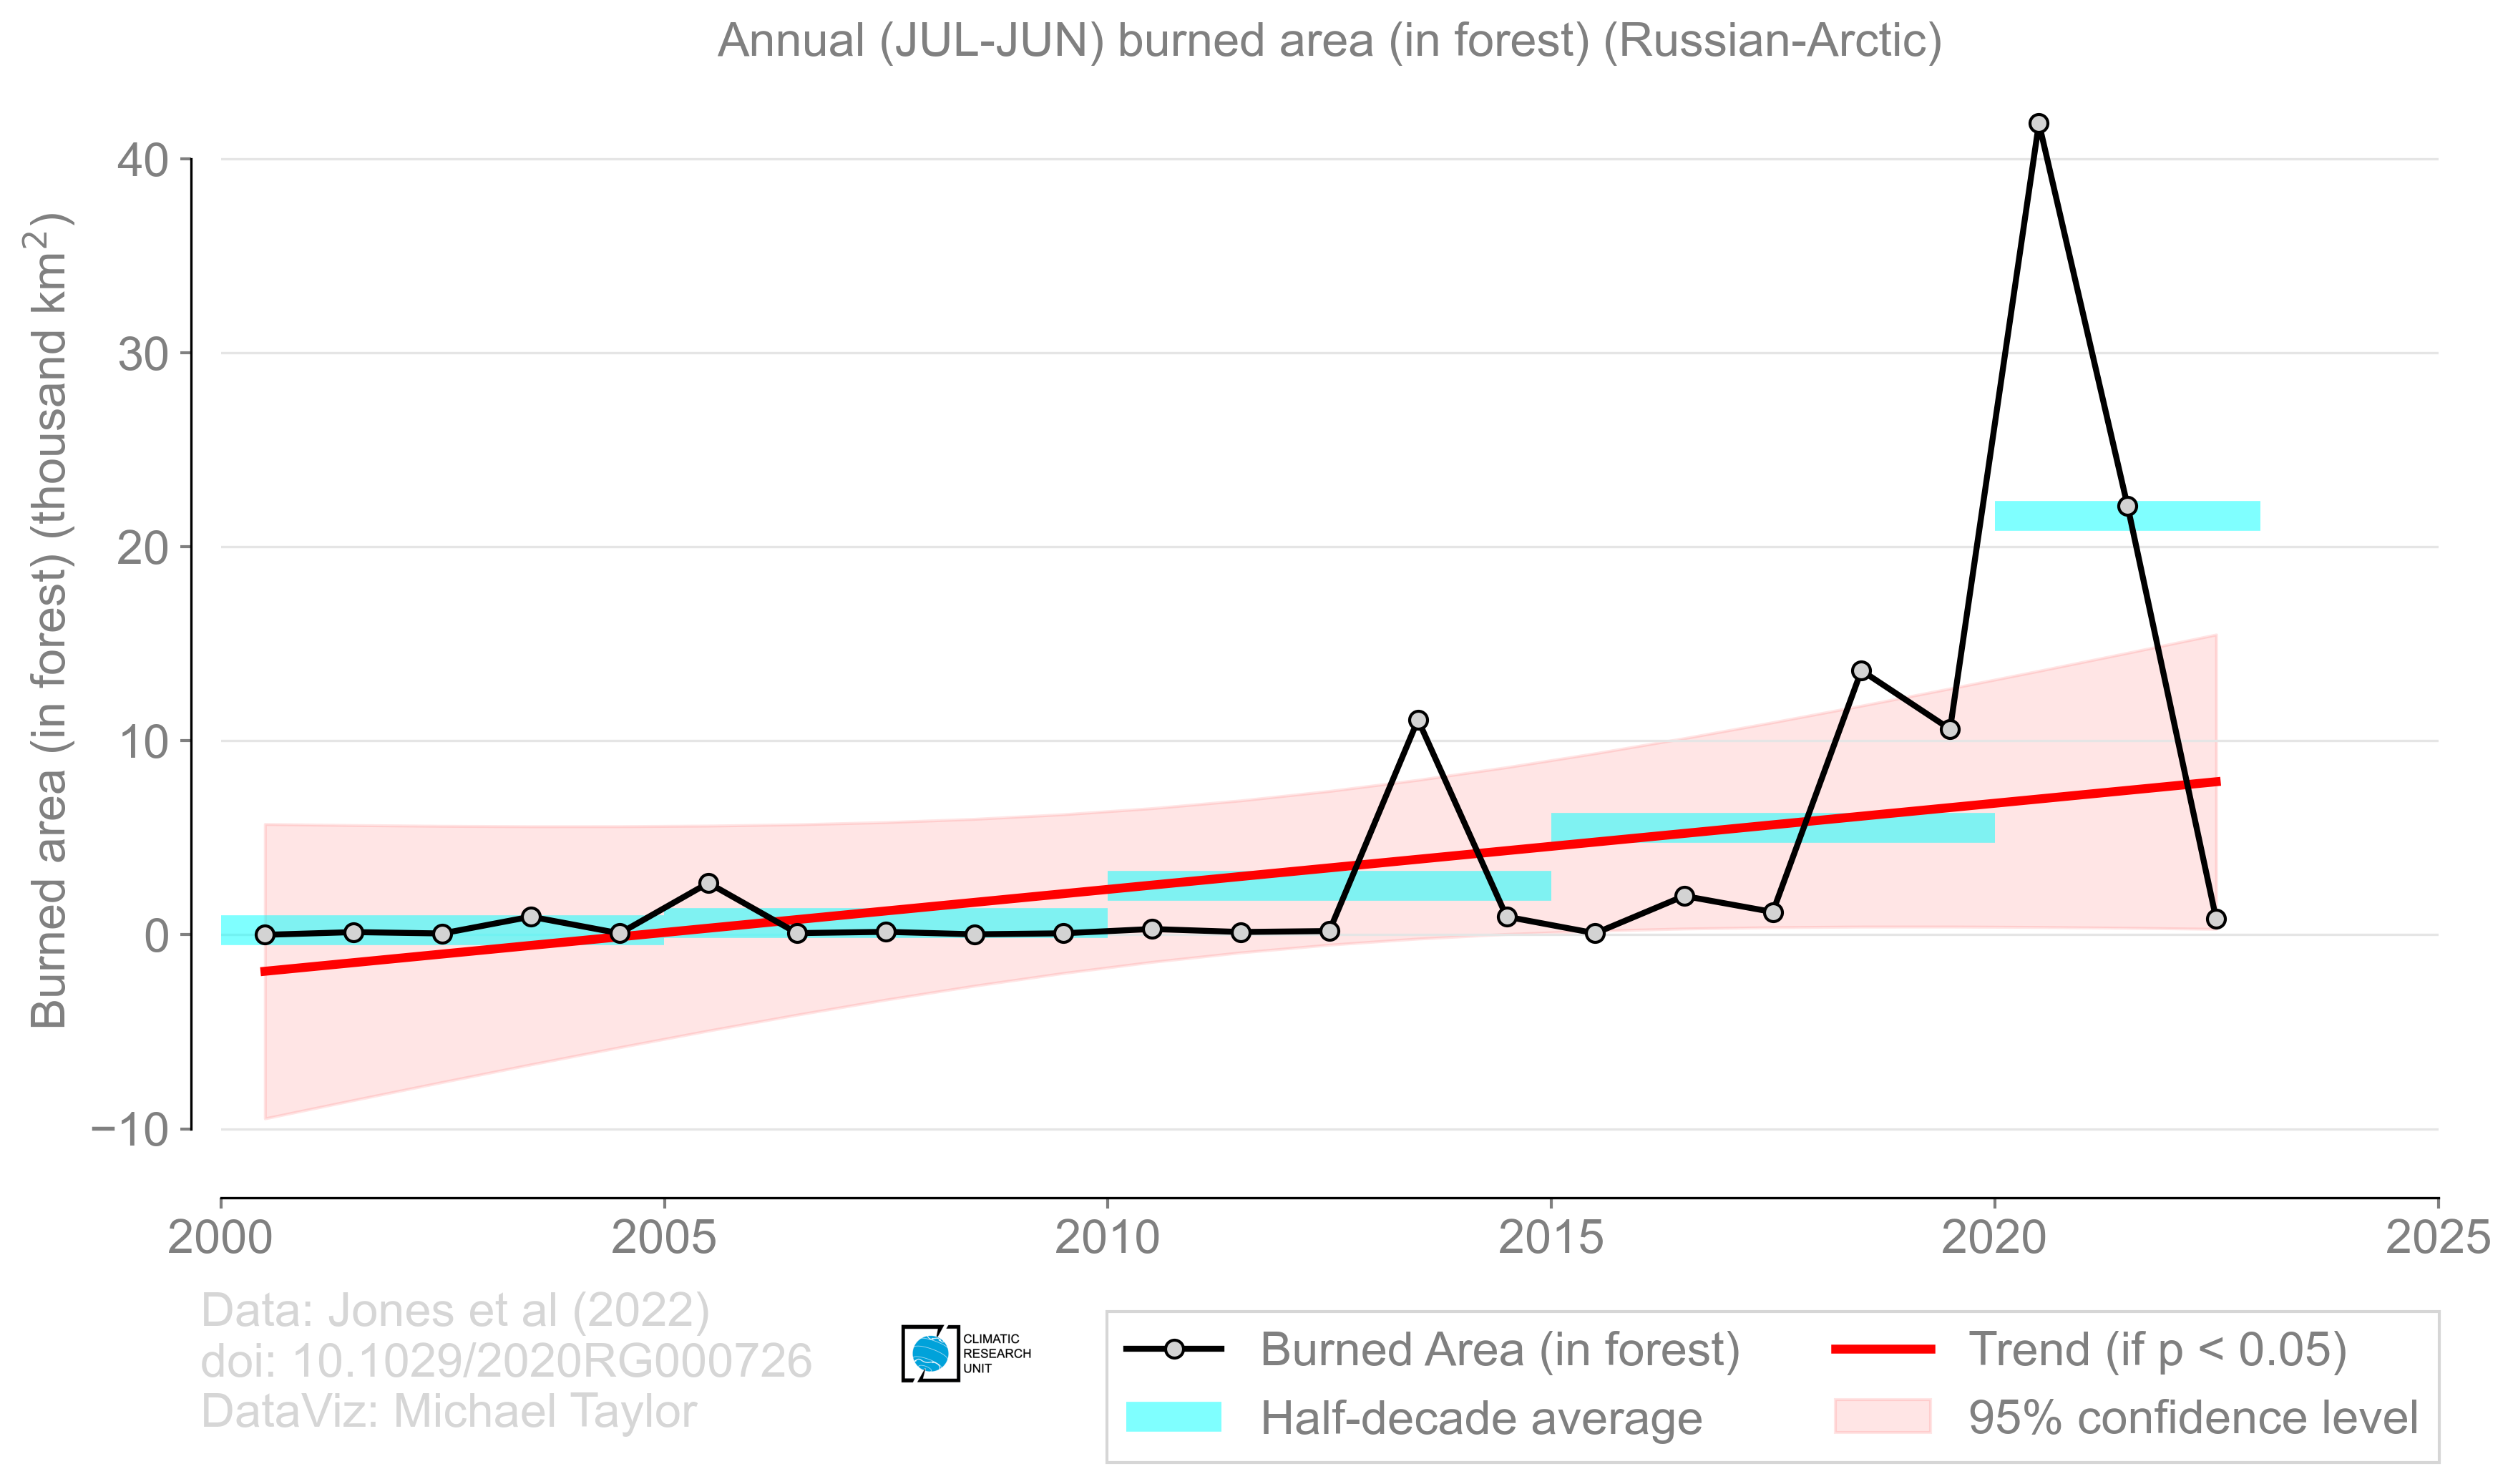 Annual (JUL-JUN) burned area (in forest) (Russian-Arctic)
Burned area (in forest) (thousand km²)
40
30
20
10
0
−10
2000 2005 2010 2015 2020 2025
Data: Jones et al (2022)
doi: 10.1029/2020RG000726
DataViz: Michael Taylor
CLIMATIC
RESEARCH
UNIT
Burned Area (in forest)
Half-decade average
Trend (if p < 0.05)
95% confidence level